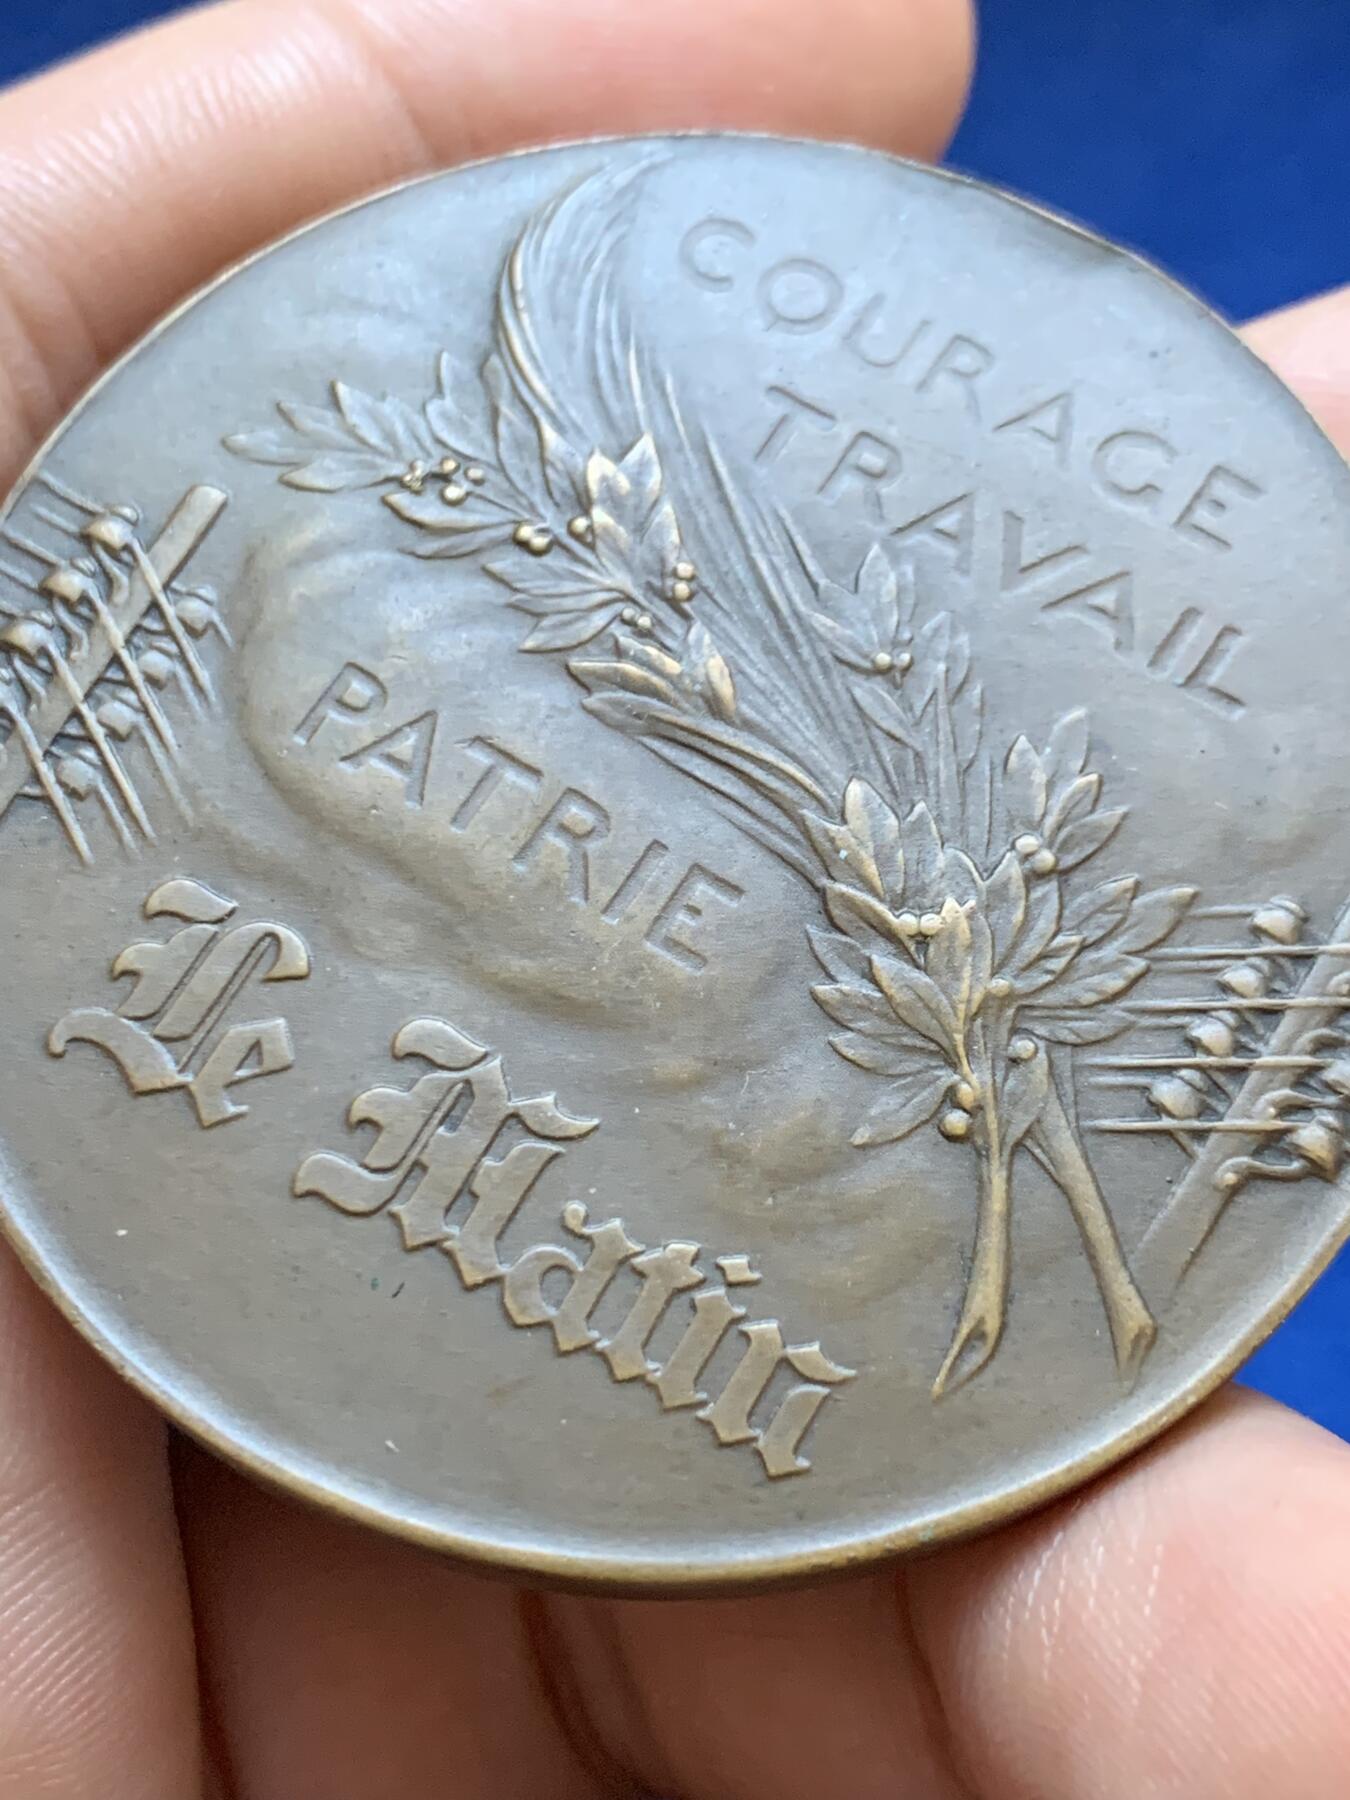 COURAGE
TRAVAIL
PATRIE
Le Matin